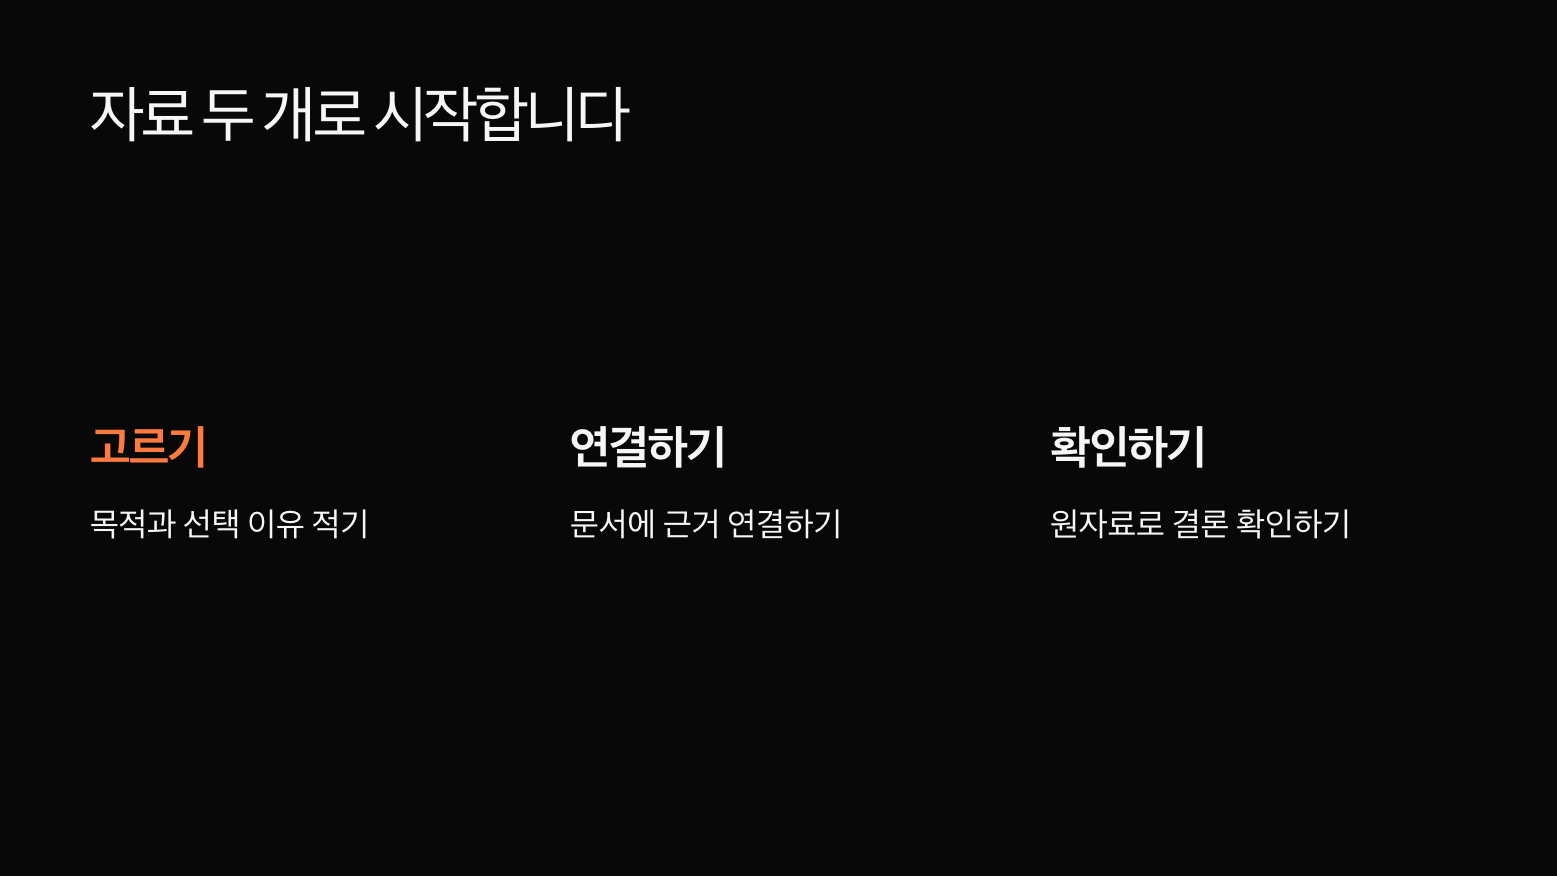 자료 두 개로 시작합니다
고르기
목적과 선택 이유 적기
연결하기
문서에 근거 연결하기
확인하기
원자료로 결론 확인하기